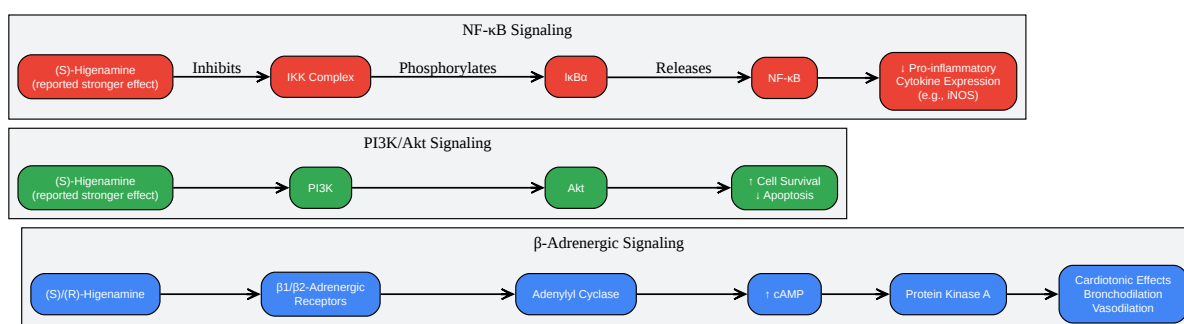 NF-κB Signaling
(S)-Higenamine
(reported stronger effect)
Inhibits
IKK Complex
Phosphorylates
IκBα
Releases
NF-κB
↓ Pro-inflammatory
Cytokine Expression
(e.g., iNOS)
PI3K/Akt Signaling
(S)-Higenamine
(reported stronger effect)
PI3K
Akt
↑ Cell Survival
↓ Apoptosis
β-Adrenergic Signaling
(S)/(R)-Higenamine
β1/β2-Adrenergic
Receptors
Adenylyl Cyclase
↑ cAMP
Protein Kinase A
Cardiotonic Effects
Bronchodilation
Vasodilation